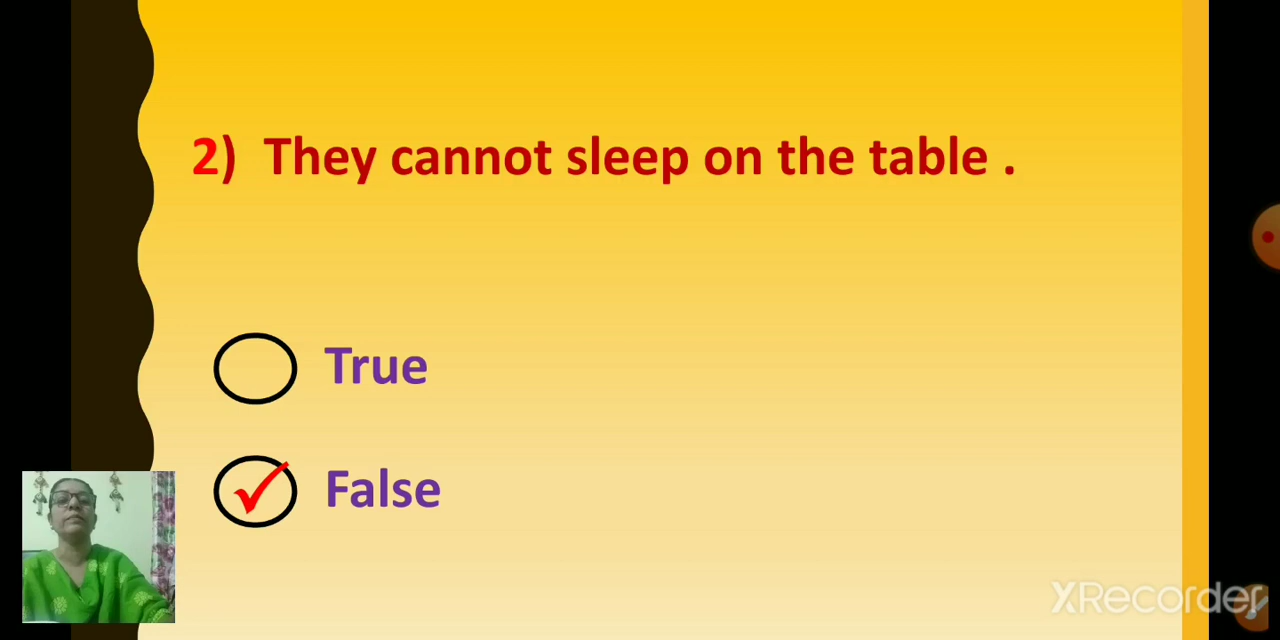 2) They cannot sleep on the table .
True
False
XRecorder